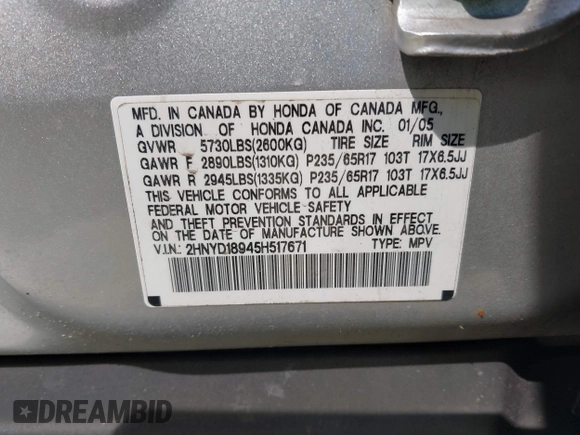 MFD. IN CANADA BY HONDA OF CANADA MFG.,
A DIVISION OF HONDA CANADA INC. 01/05
GVWR 5730LBS(2600KG) TIRE SIZE RIM SIZE
GAWR F 2890LBS(1310KG) P235/65R17 103T 17X6.5JJ
GAWR R 2945LBS(1335KG) P235/65R17 103T 17X6.5JJ
THIS VEHICLE CONFORMS TO ALL APPLICABLE
FEDERAL MOTOR VEHICLE SAFETY
AND THEFT PREVENTION STANDARDS IN EFFECT
ON THE DATE OF MANUFACTURE SHOWN ABOVE.
V.I.N.: 2HNYD18945H517671 TYPE: MPV
DREAMBID